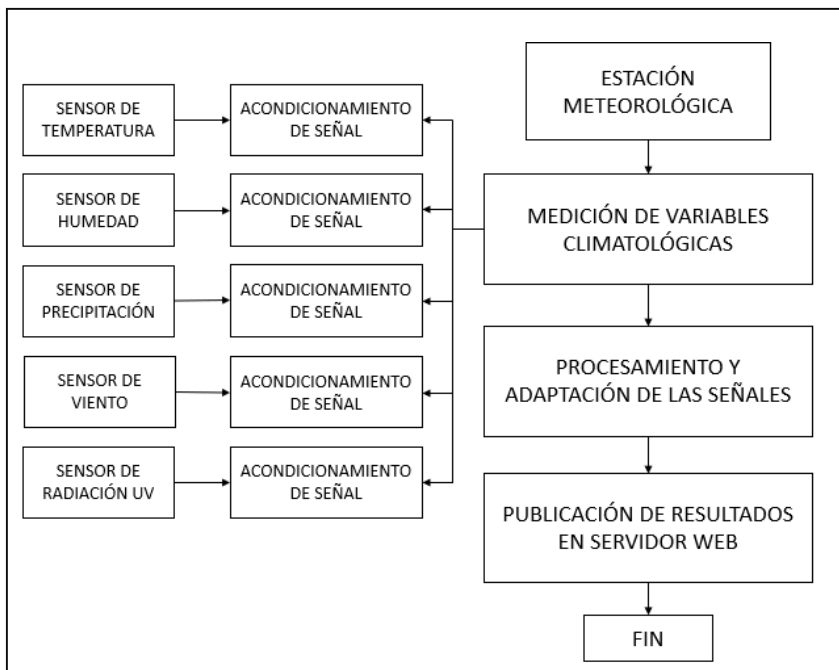 ESTACIÓN
METEOROLÓGICA
SENSOR DE
TEMPERATURA
ACONDICIONAMIENTO
DE SEÑAL
SENSOR DE
HUMEDAD
ACONDICIONAMIENTO
DE SEÑAL
MEDICIÓN DE VARIABLES
CLIMATOLÓGICAS
SENSOR DE
PRECIPITACIÓN
ACONDICIONAMIENTO
DE SEÑAL
SENSOR DE
VIENTO
ACONDICIONAMIENTO
DE SEÑAL
PROCESAMIENTO Y
ADAPTACIÓN DE LAS SEÑALES
SENSOR DE
RADIACIÓN UV
ACONDICIONAMIENTO
DE SEÑAL
PUBLICACIÓN DE RESULTADOS
EN SERVIDOR WEB
FIN